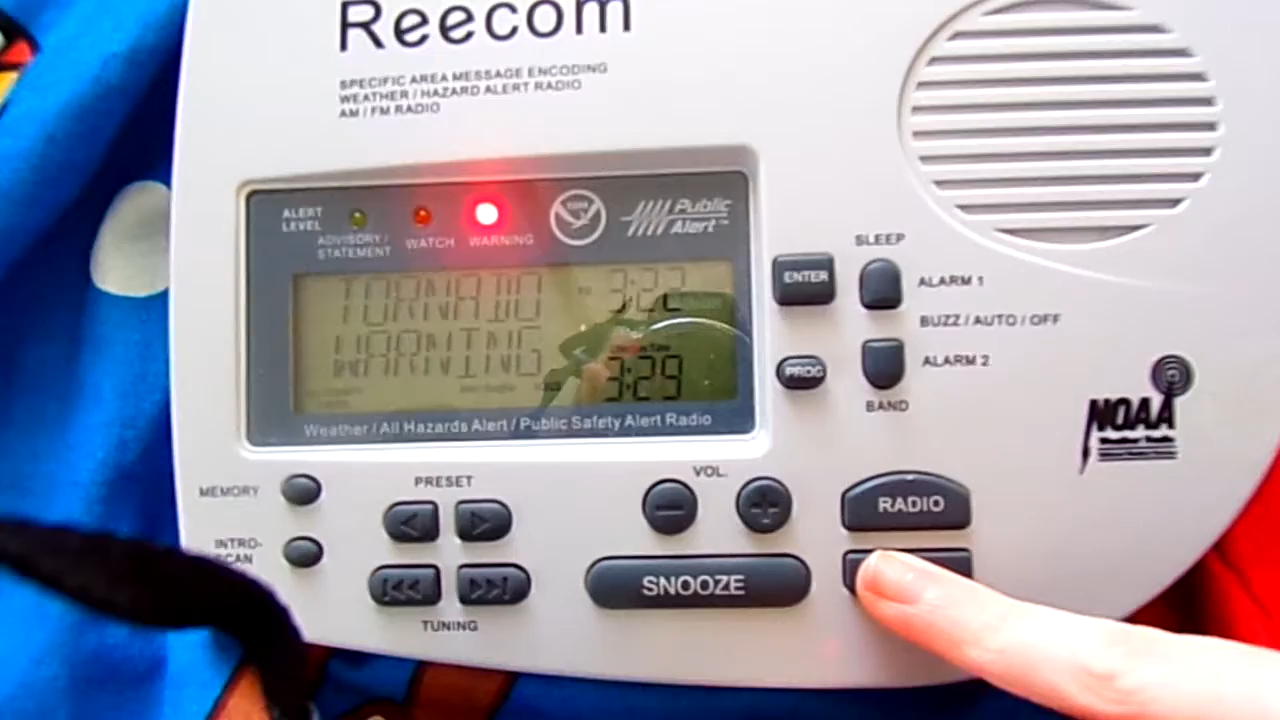 Reecom
SPECIFIC AREA MESSAGE ENCODING
WEATHER / HAZARD ALERT RADIO
AM / FM RADIO
ALERT LEVEL
ADVISORY / STATEMENT
WATCH
WARNING
Public Alert™
TORNADO
3:22
WARNING
3:29
Weather / All Hazards Alert / Public Safety Alert Radio
ENTER
PROG
SLEEP
ALARM 1
BUZZ / AUTO / OFF
ALARM 2
BAND
NOAA
MEMORY
INTRO-
SCAN
PRESET
TUNING
VOL.
SNOOZE
RADIO